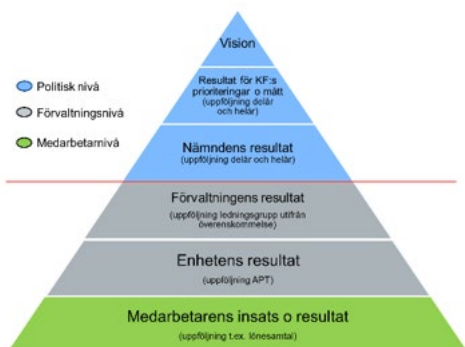 Vision
Resultat för KF:s
prioriteringar o mått
(uppföljning delår
och helår)
Politisk nivå
Förvaltningsnivå
Medarbetarnivå
Nämndens resultat
(uppföljning delår och helår)
Förvaltningens resultat
(uppföljning ledningsgrupp utifrån
överenskommelse)
Enhetens resultat
(uppföljning APT)
Medarbetarens insats o resultat
(uppföljning t.ex. lönesamtal)